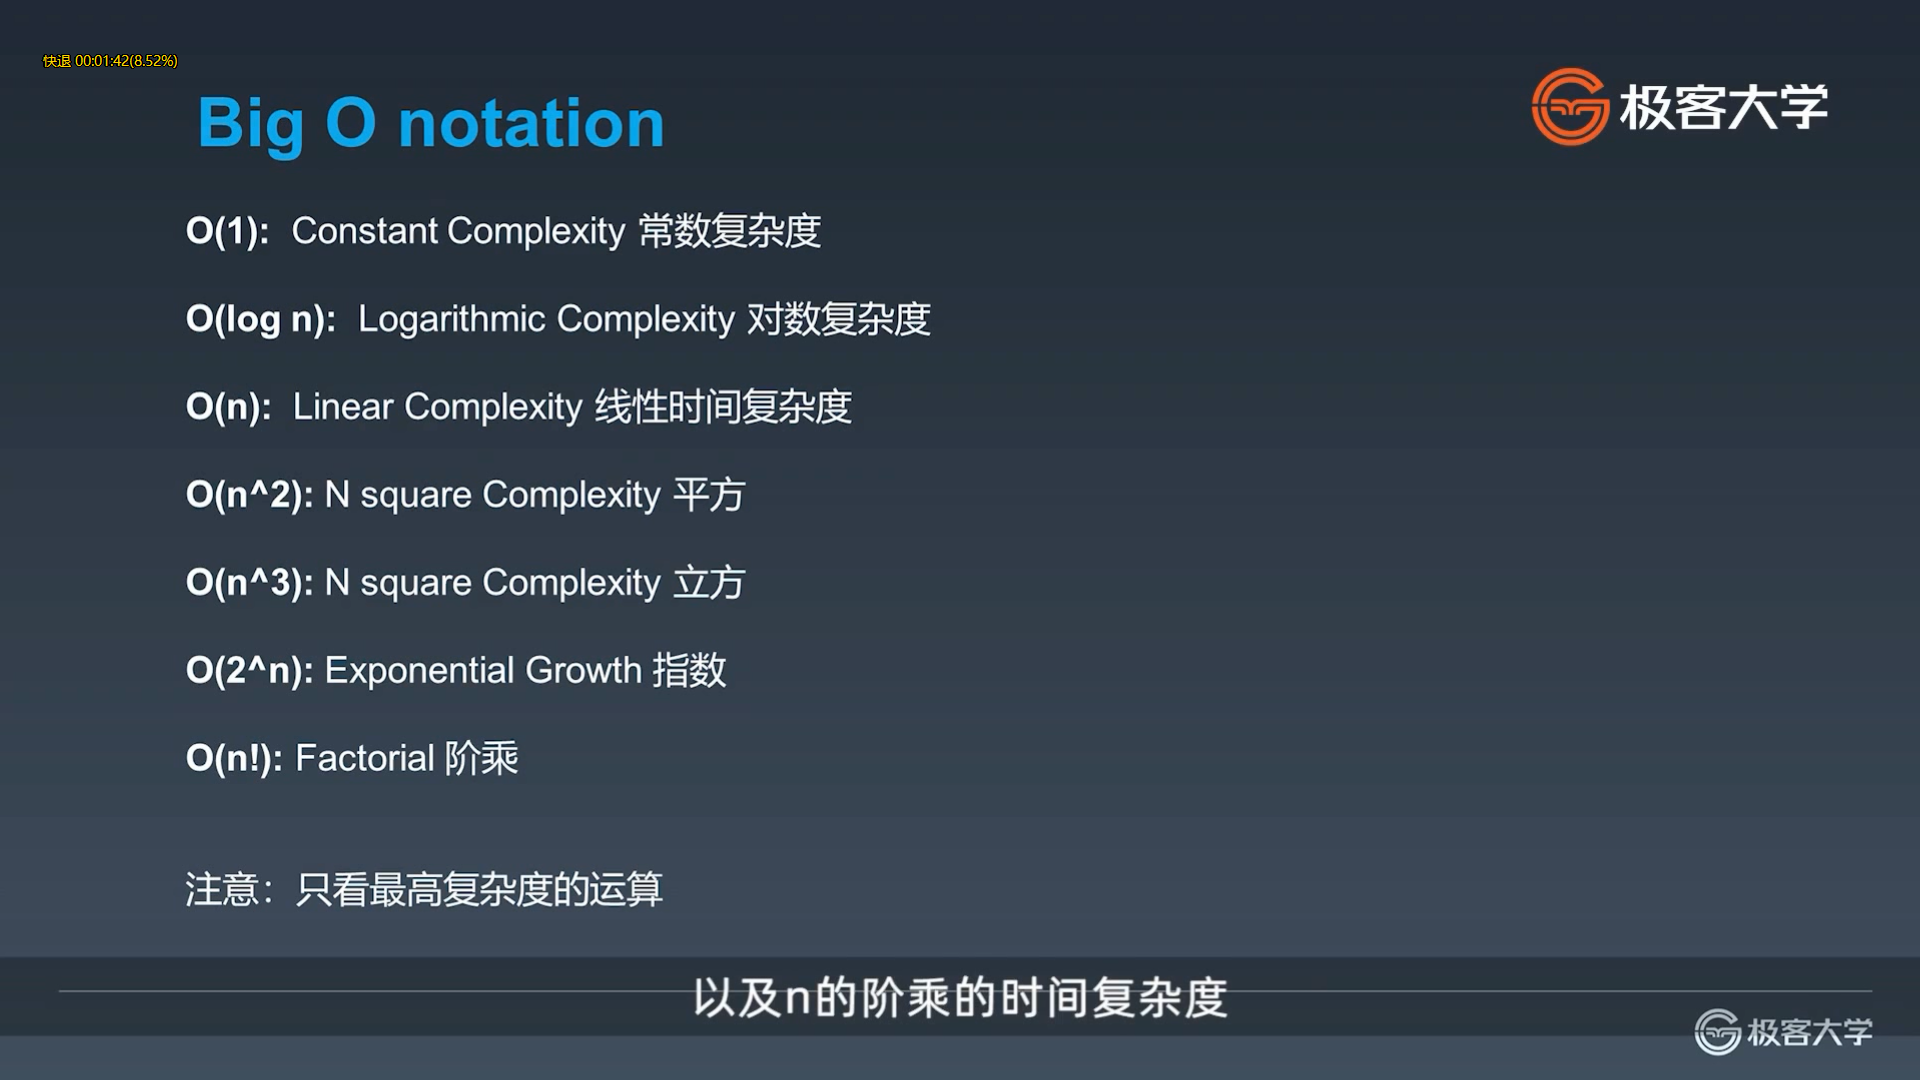 快退 00:01:42(8.52%)
Big O notation
极客大学
O(1): Constant Complexity 常数复杂度
O(log n): Logarithmic Complexity 对数复杂度
O(n): Linear Complexity 线性时间复杂度
O(n^2): N square Complexity 平方
O(n^3): N square Complexity 立方
O(2^n): Exponential Growth 指数
O(n!): Factorial 阶乘
注意：只看最高复杂度的运算
以及n的阶乘的时间复杂度
极客大学